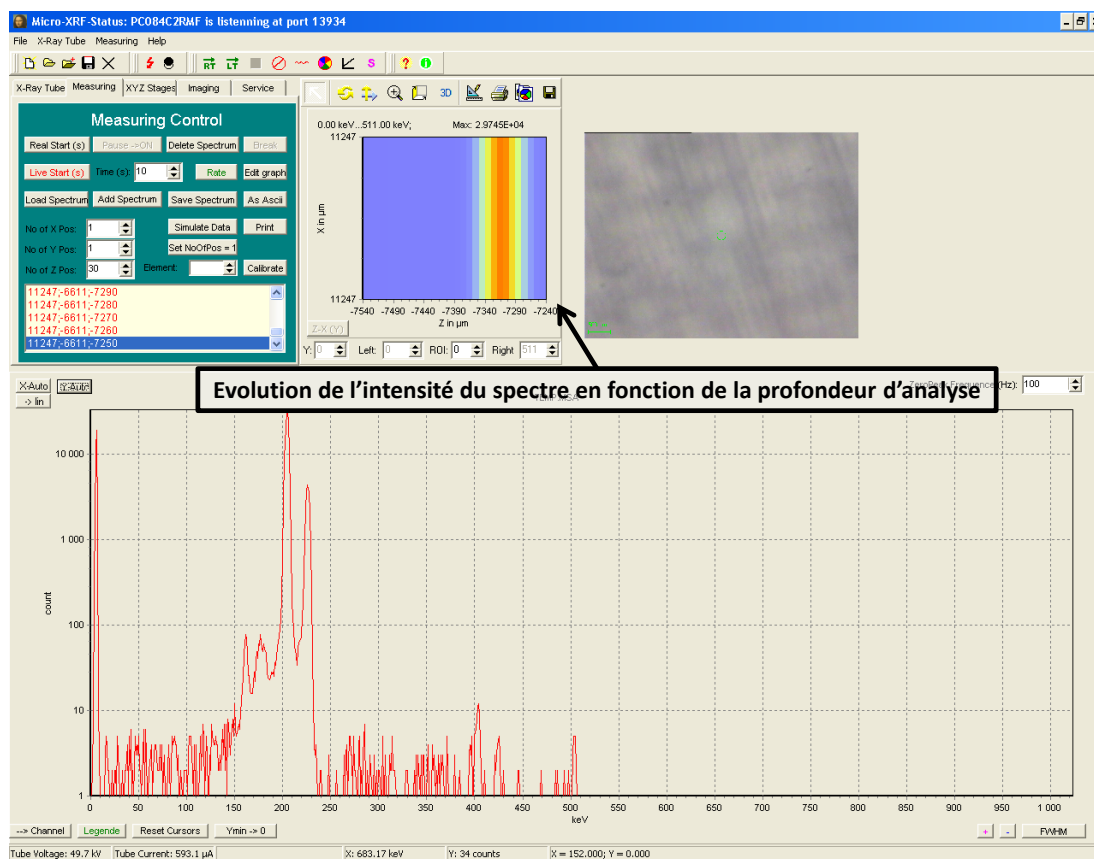 Micro-XRF-Status: PC084C2RMF is listenning at port 13934
File X-Ray Tube Measuring Help
RT LT S ? 3D
X-Ray Tube Measuring XYZ Stages Imaging Service
Measuring Control
Real Start (s) Pause ->ON Delete Spectrum Break
Live Start (s) Time (s): 10 Rate Edit graph
Load Spectrum Add Spectrum Save Spectrum As Ascii
No of X Pos: 1 Simulate Data Print
No of Y Pos: 1 Set NoOfPos = 1
No of Z Pos: 30 Element: Calibrate
11247;-6611;-7290
11247;-6611;-7280
11247;-6611;-7270
11247;-6611;-7260
11247;-6611;-7250
0.00 keV...511.00 keV; Max: 2.9745E+04
11247
X in µm
11247
-7540 -7490 -7440 -7390 -7340 -7290 -7240
Z in µm
Z-X (Y)
Y: 0 Left: 0 ROI: 0 Right 511
Evolution de l'intensité du spectre en fonction de la profondeur d'analyse
X-Auto Y-Auto
-> lin
ZeroPeak Frequence (Hz): 100
10 000
1 000
100
10
1
count
0 50 100 150 200 250 300 350 400 450 500 550 600 650 700 750 800 850 900 950 1 000
keV
--> Channel Legende Reset Cursors Ymin -> 0 + - FWHM
Tube Voltage: 49.7 kV Tube Current: 593.1 µA X: 683.17 keV Y: 34 counts X = 152.000; Y = 0.000